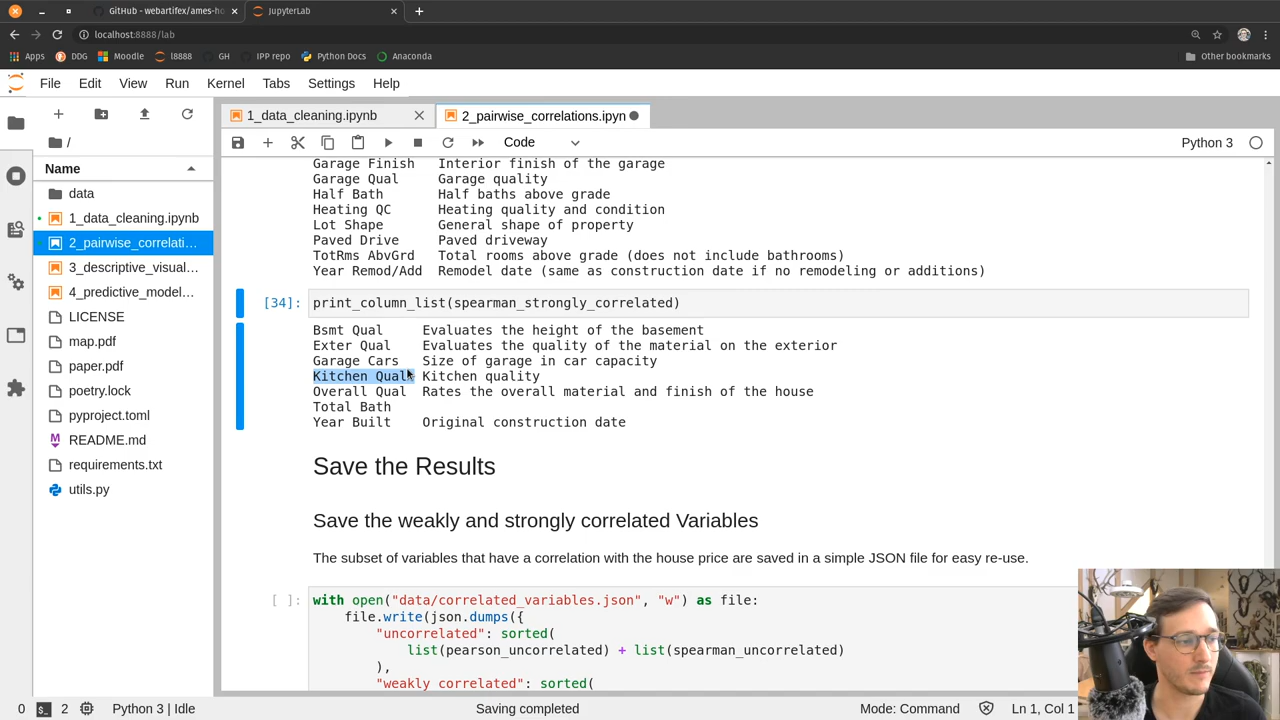 GitHub - webartifex/ames-ho
JupyterLab
localhost:8888/lab
Apps DDG Moodle l8888 GH IPP repo Python Docs Anaconda Other bookmarks
File Edit View Run Kernel Tabs Settings Help
1_data_cleaning.ipynb 2_pairwise_correlations.ipyn
/ Code Python 3
Name
data
1_data_cleaning.ipynb
2_pairwise_correlati…
3_descriptive_visual…
4_predictive_model…
LICENSE
map.pdf
paper.pdf
poetry.lock
pyproject.toml
README.md
requirements.txt
utils.py
Garage Finish Interior finish of the garage
Garage Qual Garage quality
Half Bath Half baths above grade
Heating QC Heating quality and condition
Lot Shape General shape of property
Paved Drive Paved driveway
TotRms AbvGrd Total rooms above grade (does not include bathrooms)
Year Remod/Add Remodel date (same as construction date if no remodeling or additions)
[34]: print_column_list(spearman_strongly_correlated)
Bsmt Qual Evaluates the height of the basement
Exter Qual Evaluates the quality of the material on the exterior
Garage Cars Size of garage in car capacity
Kitchen Qual Kitchen quality
Overall Qual Rates the overall material and finish of the house
Total Bath
Year Built Original construction date
Save the Results
Save the weakly and strongly correlated Variables
The subset of variables that have a correlation with the house price are saved in a simple JSON file for easy re-use.
[ ]: with open("data/correlated_variables.json", "w") as file:
file.write(json.dumps({
"uncorrelated": sorted(
list(pearson_uncorrelated) + list(spearman_uncorrelated)
),
"weakly_correlated": sorted(
0 2 Python 3 | Idle Saving completed Mode: Command Ln 1, Col 1